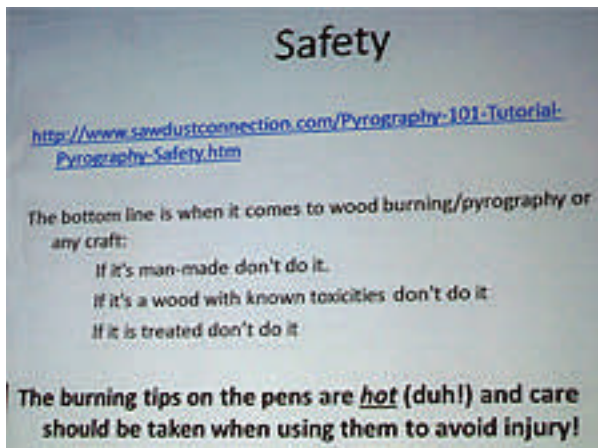 Safety
http://www.sawdustconnection.com/Pyrography-101-Tutorial-
Pyrography-Safety.htm
The bottom line is when it comes to wood burning/pyrography or
any craft:
If it's man-made don't do it.
If it's a wood with known toxicities don't do it
If it is treated don't do it
The burning tips on the pens are hot (duh!) and care
should be taken when using them to avoid injury!